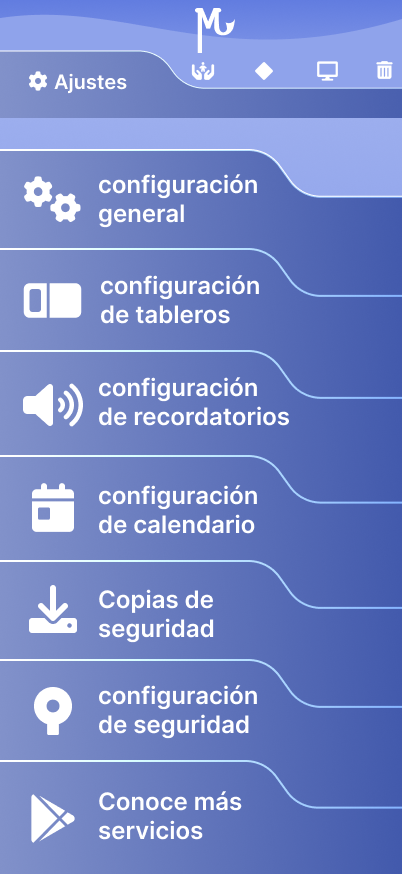 M
Ajustes
configuración
general
configuración
de tableros
configuración
de recordatorios
configuración
de calendario
Copias de
seguridad
configuración
de seguridad
Conoce más
servicios